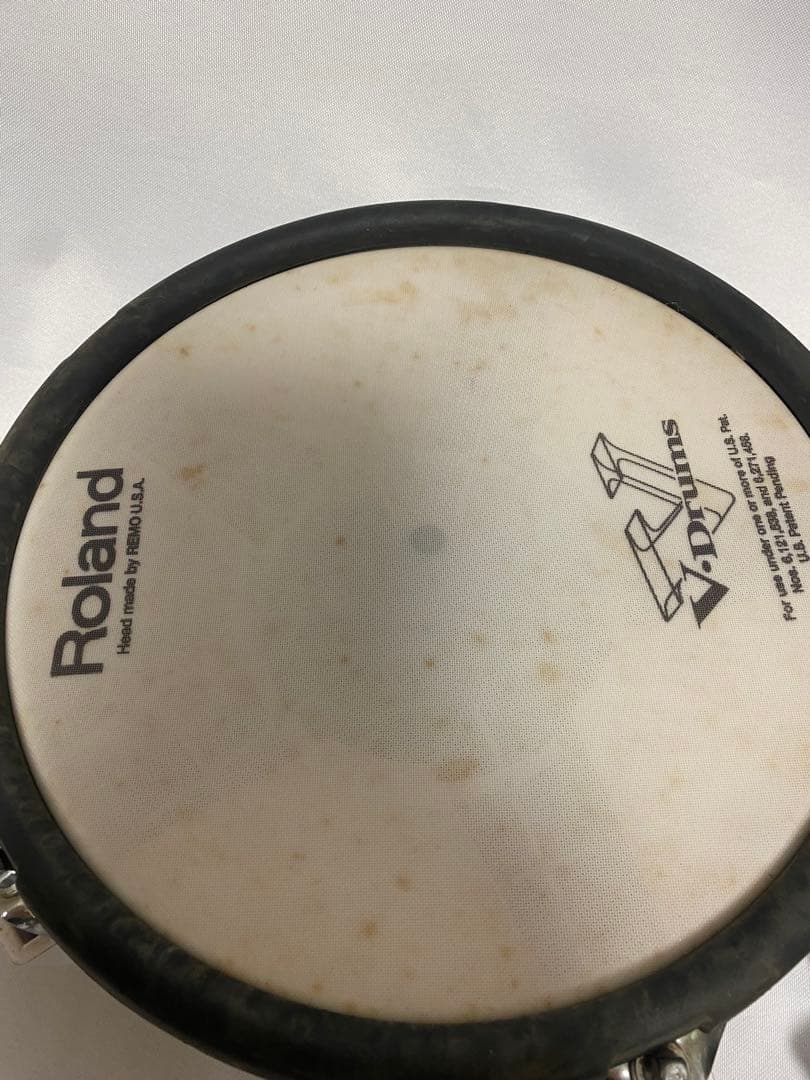 Roland
Head made by REMO U.S.A.
V-Drums
For use under one or more of U.S. Pat.
Nos. 6,121,538, and 6,271,458.
U.S. Patent Pending